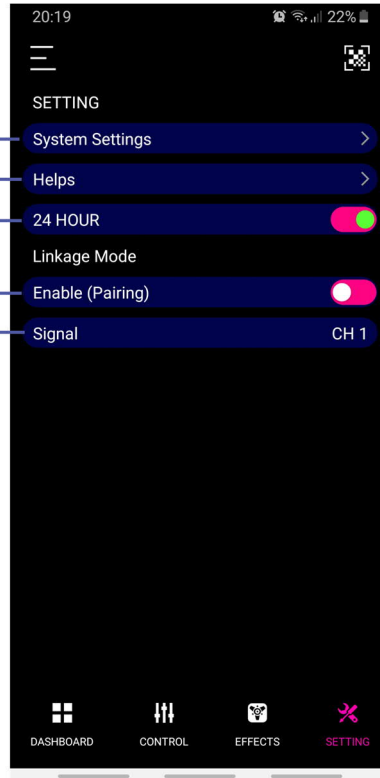 20:19 22%
SETTING
System Settings
Helps
24 HOUR
Linkage Mode
Enable (Pairing)
Signal CH 1
DASHBOARD CONTROL EFFECTS SETTING